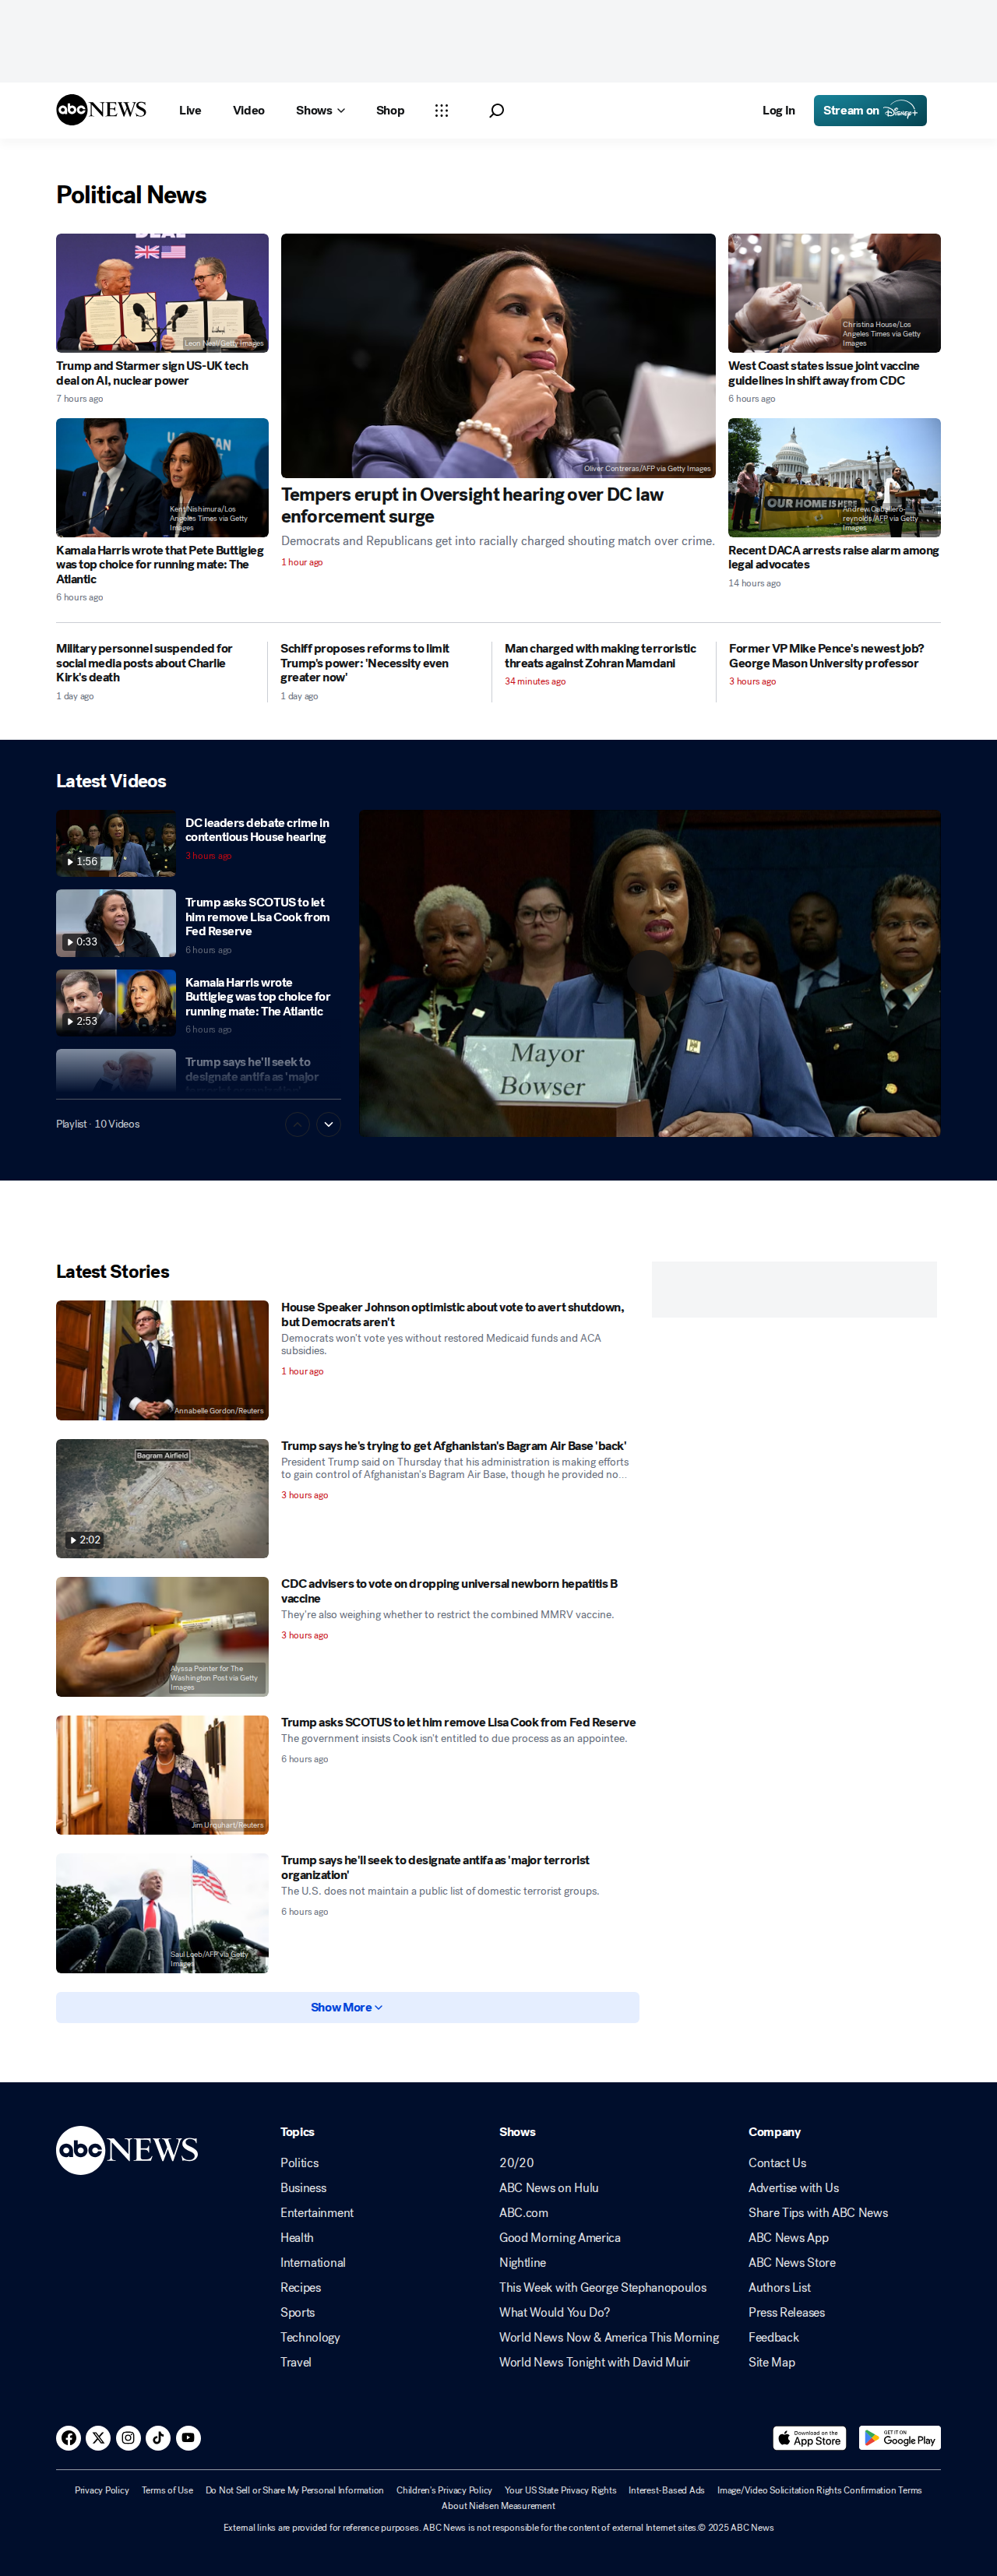 abc NEWS
Live
Video
Shows
Shop
Log In
Stream on Disney+
Political News
DEAL
Leon Neal/Getty Images
Trump and Starmer sign US-UK tech
deal on AI, nuclear power
7 hours ago
Kent Nishimura/Los
Angeles Times via Getty
Images
Kamala Harris wrote that Pete Buttigieg
was top choice for running mate: The
Atlantic
6 hours ago
Oliver Contreras/AFP via Getty Images
Tempers erupt in Oversight hearing over DC law
enforcement surge
Democrats and Republicans get into racially charged shouting match over crime.
1 hour ago
Christina House/Los
Angeles Times via Getty
Images
West Coast states issue joint vaccine
guidelines in shift away from CDC
6 hours ago
OUR HOME IS HERE
Andrew Caballero-
reynolds/AFP via Getty
Images
Recent DACA arrests raise alarm among
legal advocates
14 hours ago
Military personnel suspended for
social media posts about Charlie
Kirk's death
1 day ago
Schiff proposes reforms to limit
Trump's power: 'Necessity even
greater now'
1 day ago
Man charged with making terroristic
threats against Zohran Mamdani
34 minutes ago
Former VP Mike Pence's newest job?
George Mason University professor
3 hours ago
Latest Videos
1:56
DC leaders debate crime in
contentious House hearing
3 hours ago
0:33
Trump asks SCOTUS to let
him remove Lisa Cook from
Fed Reserve
6 hours ago
2:53
Kamala Harris wrote
Buttigieg was top choice for
running mate: The Atlantic
6 hours ago
Trump says he'll seek to
designate antifa as 'major
Playlist · 10 Videos
Mayor
Bowser
Latest Stories
Annabelle Gordon/Reuters
House Speaker Johnson optimistic about vote to avert shutdown,
but Democrats aren't
Democrats won't vote yes without restored Medicaid funds and ACA
subsidies.
1 hour ago
Bagram Airfield
2:02
Trump says he's trying to get Afghanistan's Bagram Air Base 'back'
President Trump said on Thursday that his administration is making efforts
to gain control of Afghanistan's Bagram Air Base, though he provided no...
3 hours ago
Alyssa Pointer for The
Washington Post via Getty
Images
CDC advisers to vote on dropping universal newborn hepatitis B
vaccine
They're also weighing whether to restrict the combined MMRV vaccine.
3 hours ago
Jim Urquhart/Reuters
Trump asks SCOTUS to let him remove Lisa Cook from Fed Reserve
The government insists Cook isn't entitled to due process as an appointee.
6 hours ago
Saul Loeb/AFP via Getty
Images
Trump says he'll seek to designate antifa as 'major terrorist
organization'
The U.S. does not maintain a public list of domestic terrorist groups.
6 hours ago
Show More
abc NEWS
Topics
Politics
Business
Entertainment
Health
International
Recipes
Sports
Technology
Travel
Shows
20/20
ABC News on Hulu
ABC.com
Good Morning America
Nightline
This Week with George Stephanopoulos
What Would You Do?
World News Now & America This Morning
World News Tonight with David Muir
Company
Contact Us
Advertise with Us
Share Tips with ABC News
ABC News App
ABC News Store
Authors List
Press Releases
Feedback
Site Map
Download on the
App Store
GET IT ON
Google Play
Privacy Policy
Terms of Use
Do Not Sell or Share My Personal Information
Children's Privacy Policy
Your US State Privacy Rights
Interest-Based Ads
Image/Video Solicitation Rights Confirmation Terms
About Nielsen Measurement
External links are provided for reference purposes. ABC News is not responsible for the content of external Internet sites.© 2025 ABC News